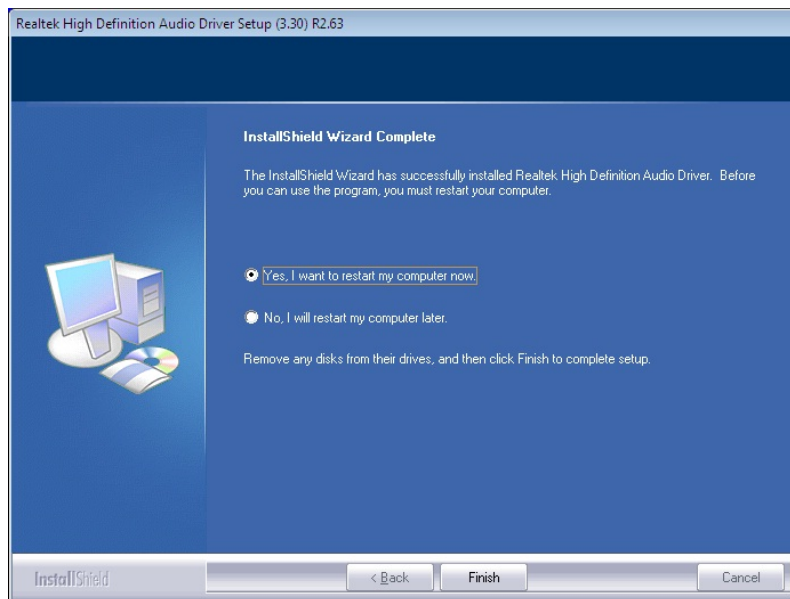 Realtek High Definition Audio Driver Setup (3.30) R2.63
InstallShield Wizard Complete
The InstallShield Wizard has successfully installed Realtek High Definition Audio Driver. Before
you can use the program, you must restart your computer.
Yes, I want to restart my computer now.
No, I will restart my computer later.
Remove any disks from their drives, and then click Finish to complete setup.
InstallShield
< Back
Finish
Cancel